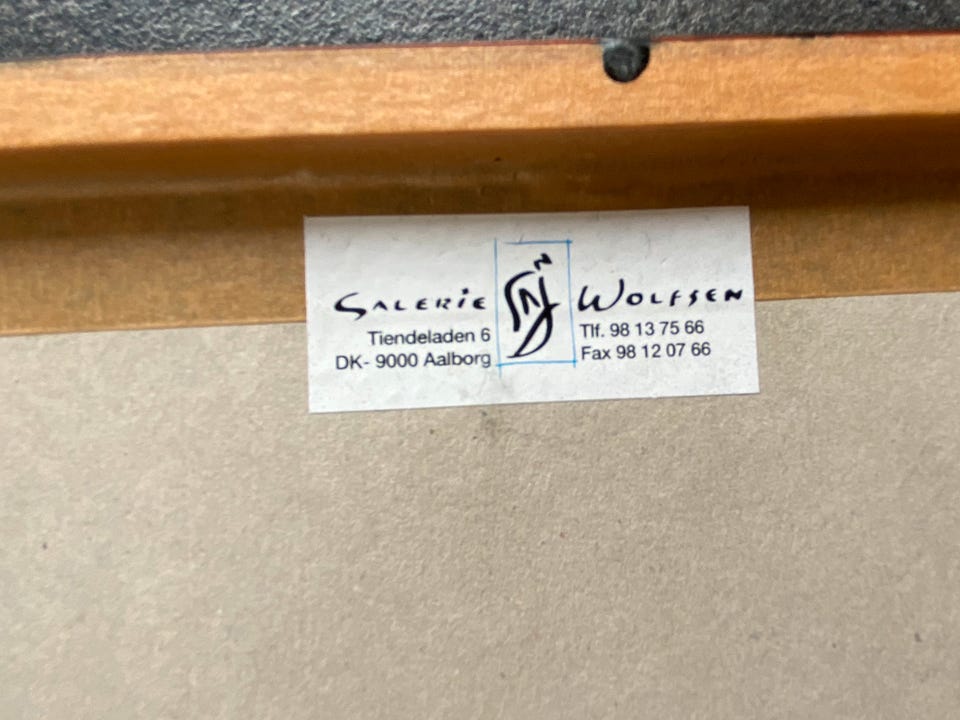 GALERIE WOLFSEN
Tiendeladen 6
DK- 9000 Aalborg
Tlf. 98 13 75 66
Fax 98 12 07 66